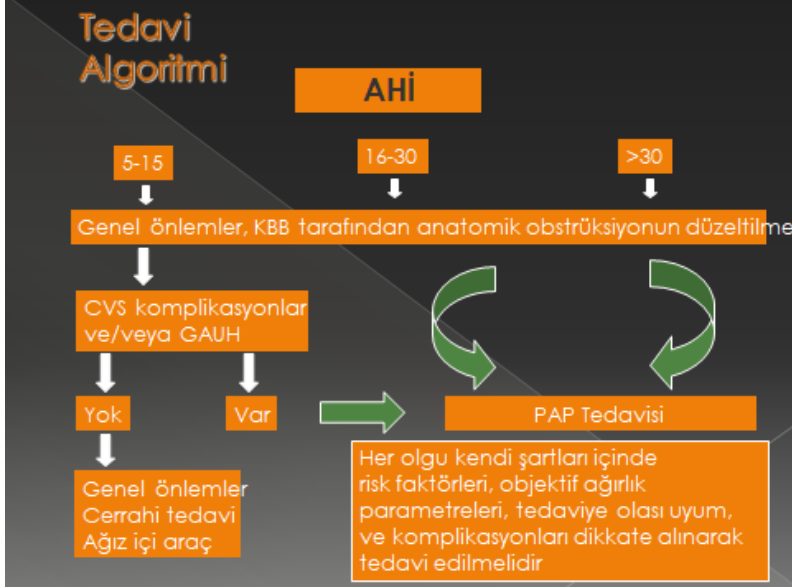 Tedavi
Algoritmi
AHİ
5-15
16-30
>30
Genel önlemler, KBB tarafından anatomik obstrüksiyonun düzeltilme
CVS komplikasyonlar
ve/veya GAUH
Yok
Var
PAP Tedavisi
Genel önlemler
Cerrahi tedavi
Ağız içi araç
Her olgu kendi şartları içinde
risk faktörleri, objektif ağırlık
parametreleri, tedaviye olası uyum,
ve komplikasyonları dikkate alınarak
tedavi edilmelidir